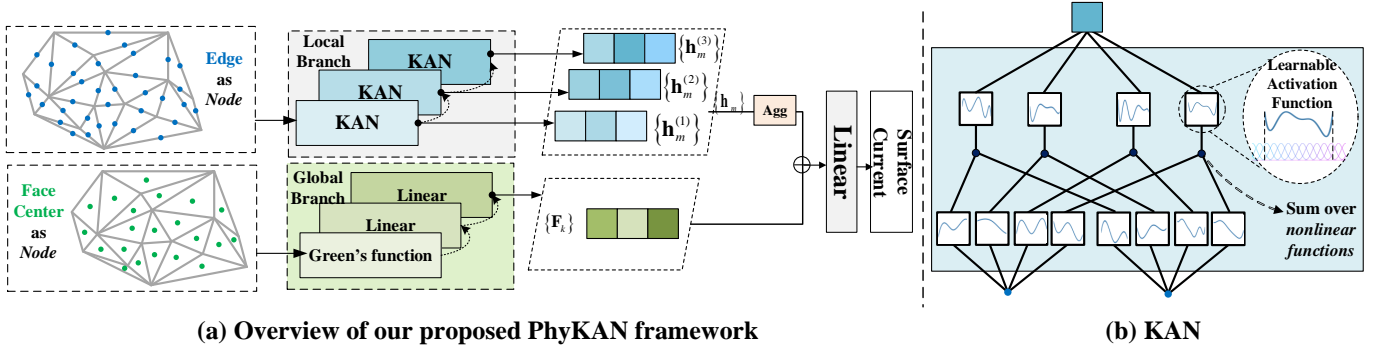 Edge
as
Node
Face
Center
as
Node
Local
Branch
KAN
KAN
KAN
Global
Branch
Linear
Linear
Green's function
{h_m^(3)}
{h_m^(2)}
{h_m^(1)}
{h_m}
{F_k}
Agg
Linear
Surface
Current
(a) Overview of our proposed PhyKAN framework
Learnable
Activation
Function
Sum over
nonlinear
functions
(b) KAN